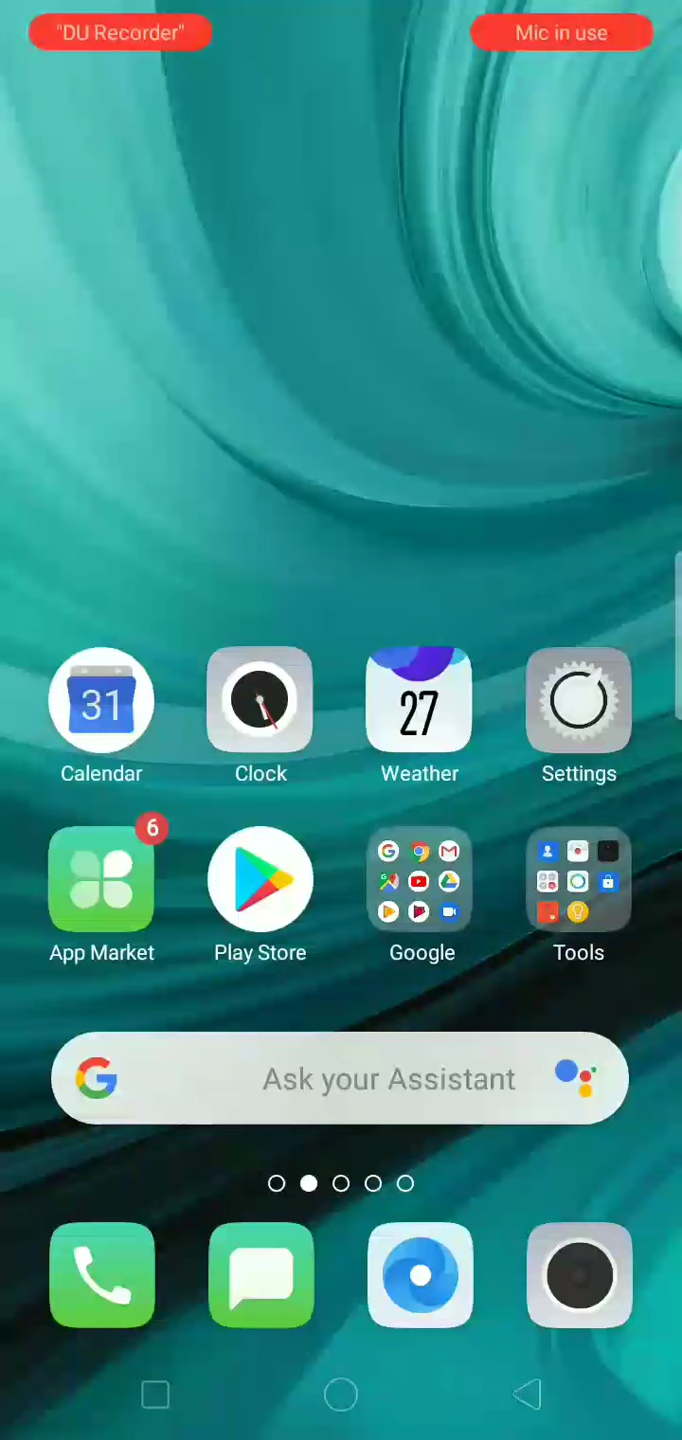 "DU Recorder" Mic in use
31 27
Calendar Clock Weather Settings
6
App Market Play Store Google Tools
Ask your Assistant